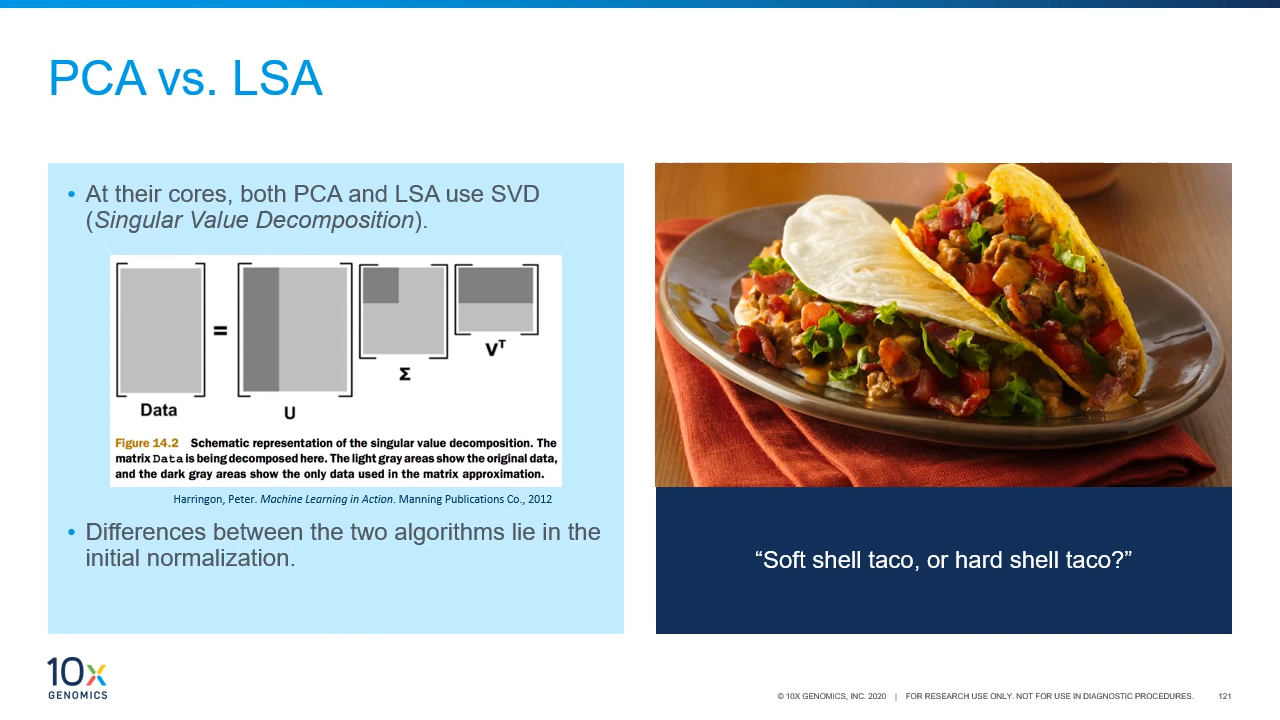 PCA vs. LSA
• At their cores, both PCA and LSA use SVD
(Singular Value Decomposition).
=
Data
U
Σ
Vᵀ
Figure 14.2 Schematic representation of the singular value decomposition. The
matrix Data is being decomposed here. The light gray areas show the original data,
and the dark gray areas show the only data used in the matrix approximation.
Harringon, Peter. Machine Learning in Action. Manning Publications Co., 2012
• Differences between the two algorithms lie in the
initial normalization.
“Soft shell taco, or hard shell taco?”
10x
GENOMICS
© 10X GENOMICS, INC. 2020 | FOR RESEARCH USE ONLY. NOT FOR USE IN DIAGNOSTIC PROCEDURES. 121